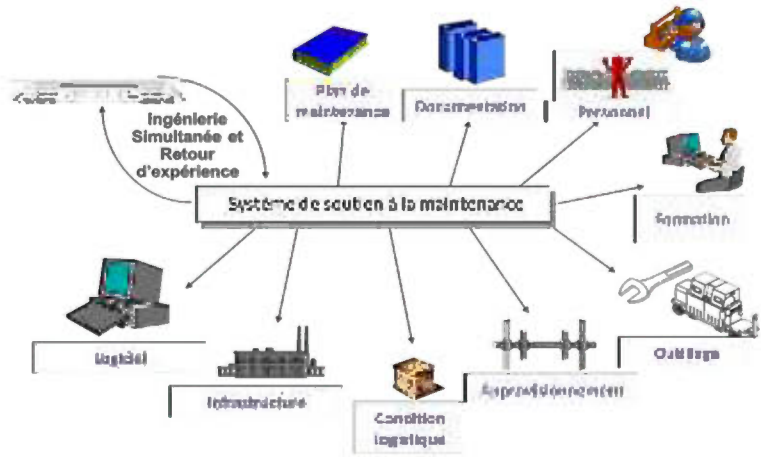 Plan de
maintenance
Documentation
Personnel
Ingénierie
Simultanée et
Retour
d'expérience
Système de soutien à la maintenance
Formation
Logiciel
Infrastructure
Condition
logistique
Approvisionnement
Outillage